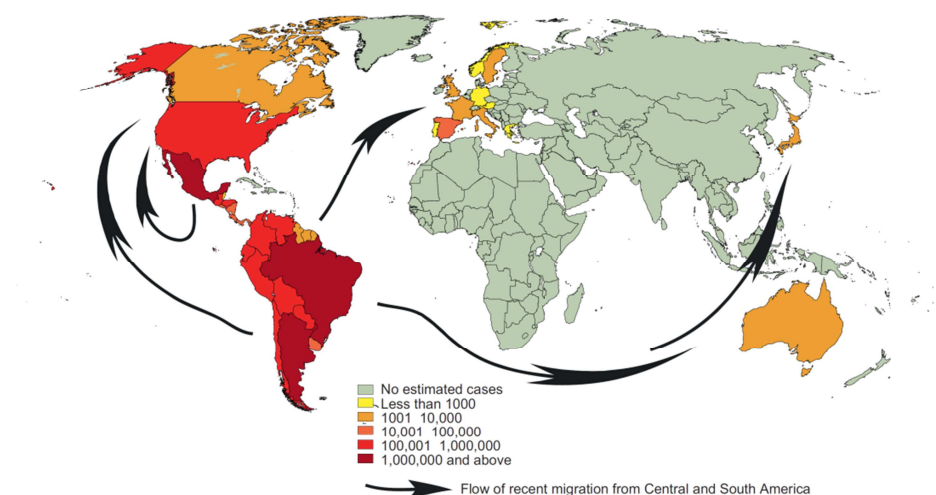 No estimated cases
Less than 1000
1001 10,000
10,001 100,000
100,001 1,000,000
1,000,000 and above
Flow of recent migration from Central and South America